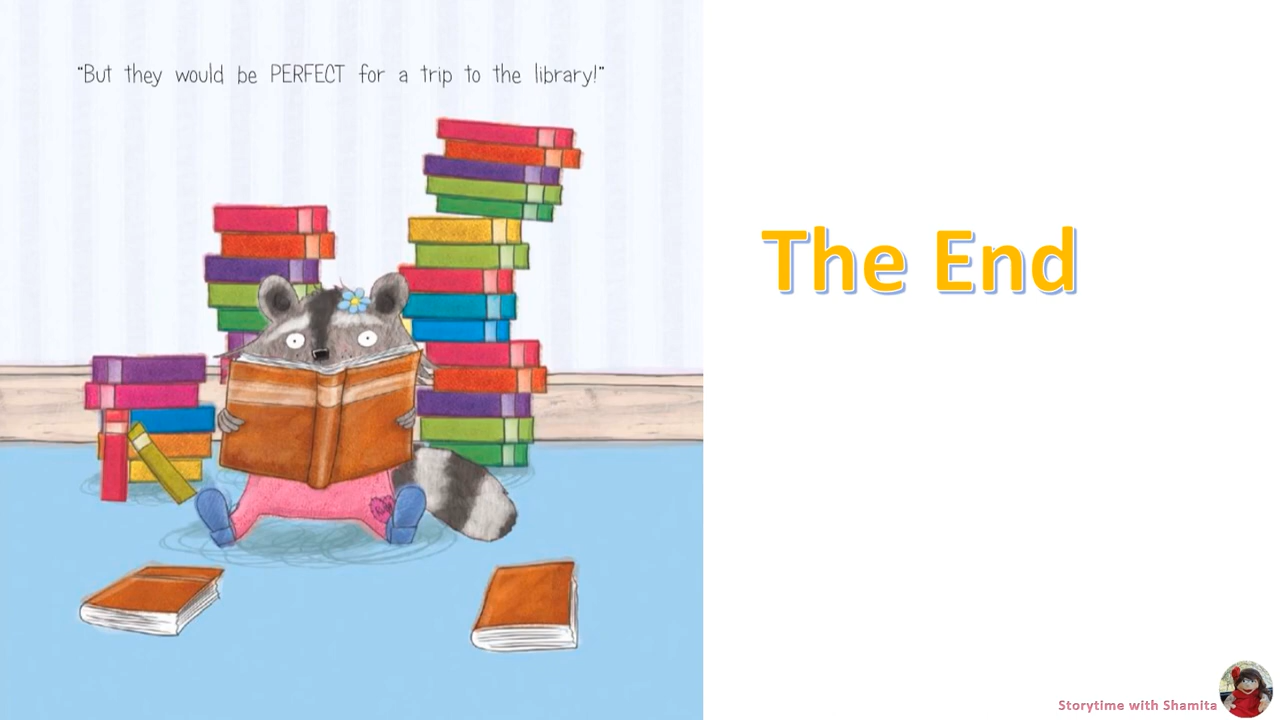 “But they would be PERFECT for a trip to the library!”
The End
Storytime with Shamita